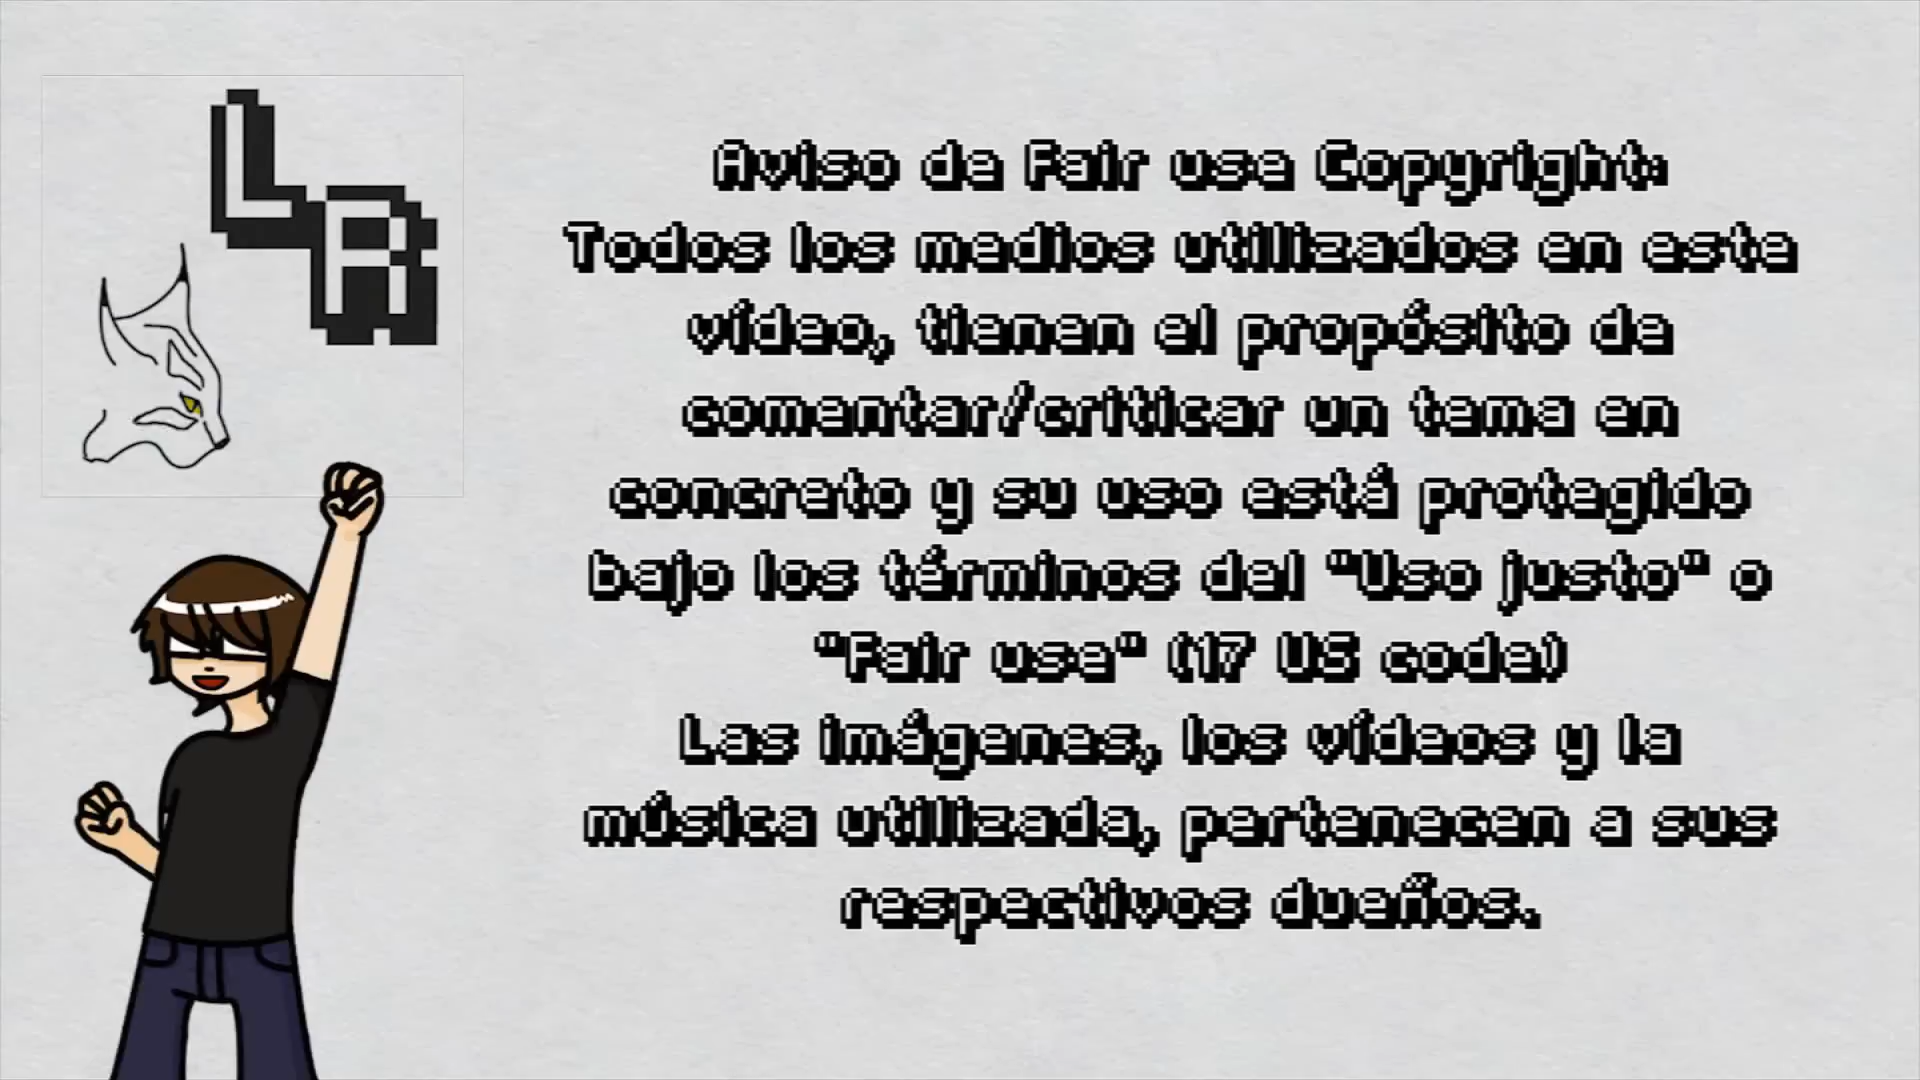 LR
Aviso de Fair use Copyright:
Todos los medios utilizados en este
vídeo, tienen el propósito de
comentar/criticar un tema en
concreto y su uso está protegido
bajo los términos del "Uso justo" o
"Fair use" (17 US code)
Las imágenes, los vídeos y la
música utilizada, pertenecen a sus
respectivos dueños.